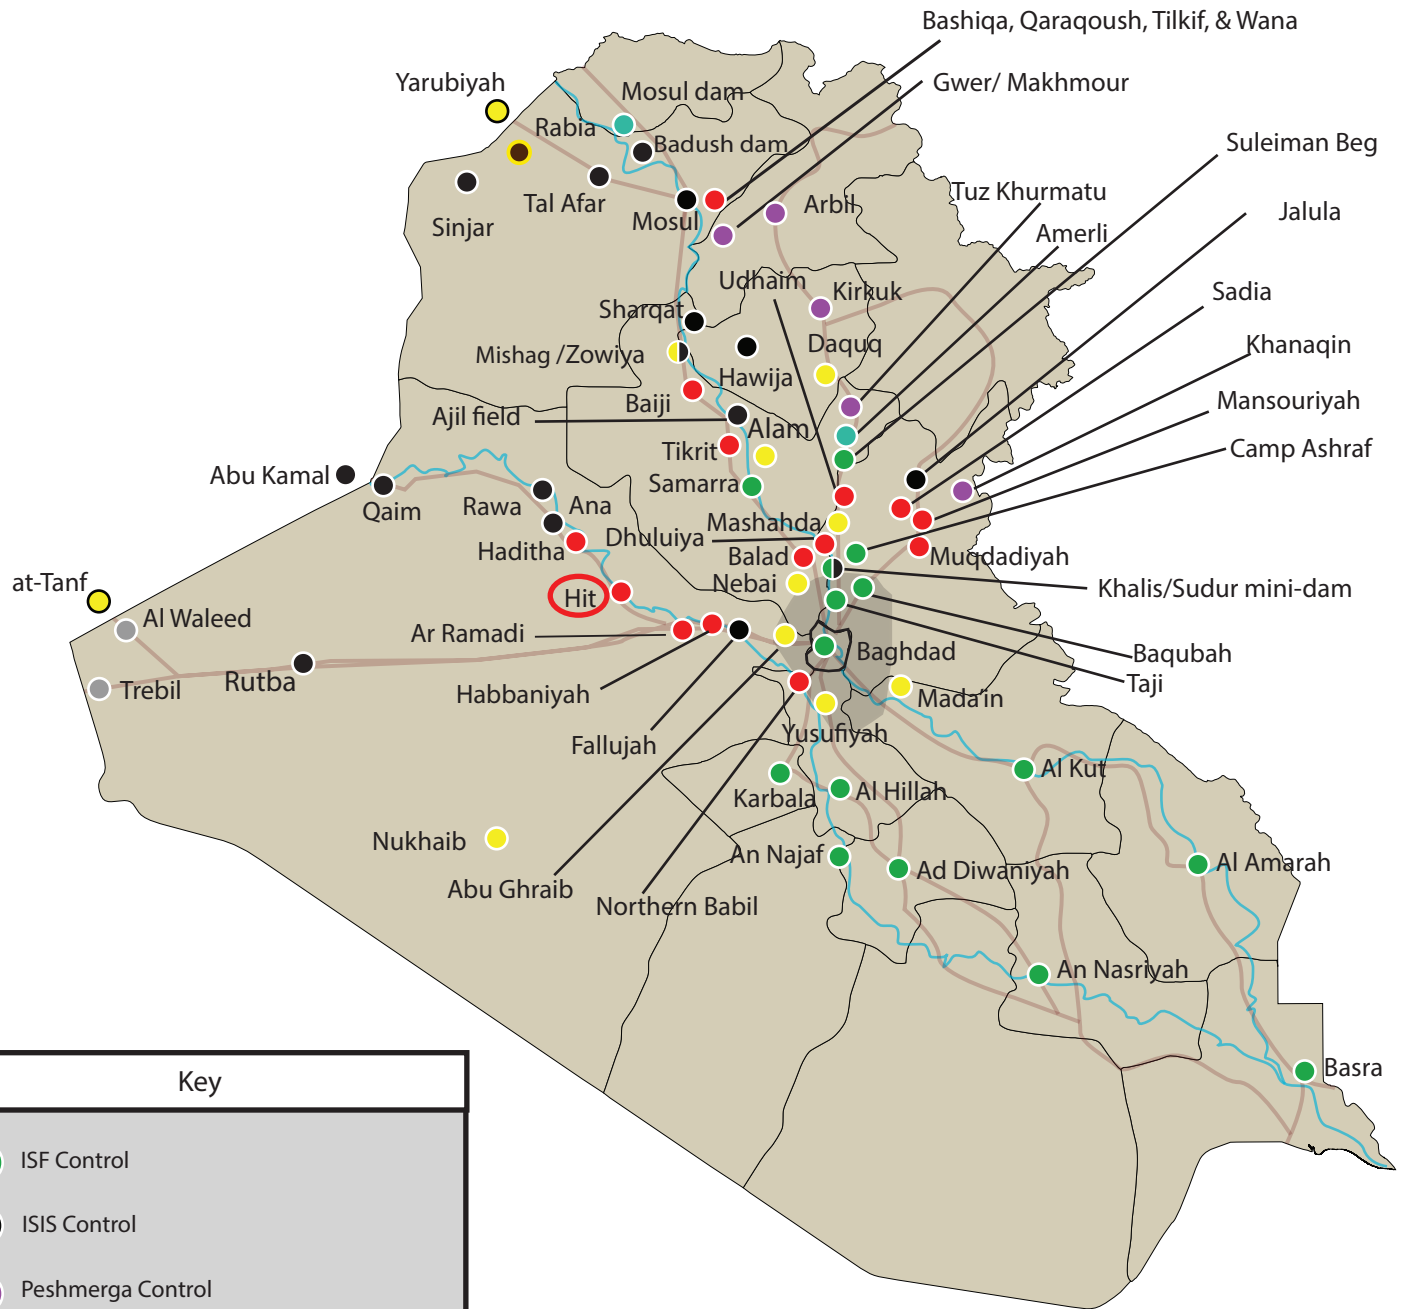 Bashiqa, Qaraqoush, Tilkif, & Wana
Yarubiyah
Mosul dam
Gwer/ Makhmour
Rabia
Badush dam
Suleiman Beg
Tal Afar
Tuz Khurmatu
Sinjar
Mosul
Arbil
Jalula
Amerli
Udhaim
Kirkuk
Sadia
Sharqat
Daquq
Khanaqin
Mishag /Zowiya
Hawija
Mansouriyah
Baiji
Ajil field
Alam
Camp Ashraf
Tikrit
Abu Kamal
Samarra
Qaim
Rawa
Ana
Mashahda
Dhuluiya
Haditha
Balad
Muqdadiyah
at-Tanf
Nebai
Khalis/Sudur mini-dam
Hit
Al Waleed
Ar Ramadi
Baghdad
Baqubah
Rutba
Trebil
Taji
Habbaniyah
Mada'in
Yusufiyah
Fallujah
Al Kut
Karbala
Al Hillah
Nukhaib
An Najaf
Al Amarah
Ad Diwaniyah
Abu Ghraib
Northern Babil
An Nasriyah
Basra
Key
ISF Control
ISIS Control
Peshmerga Control